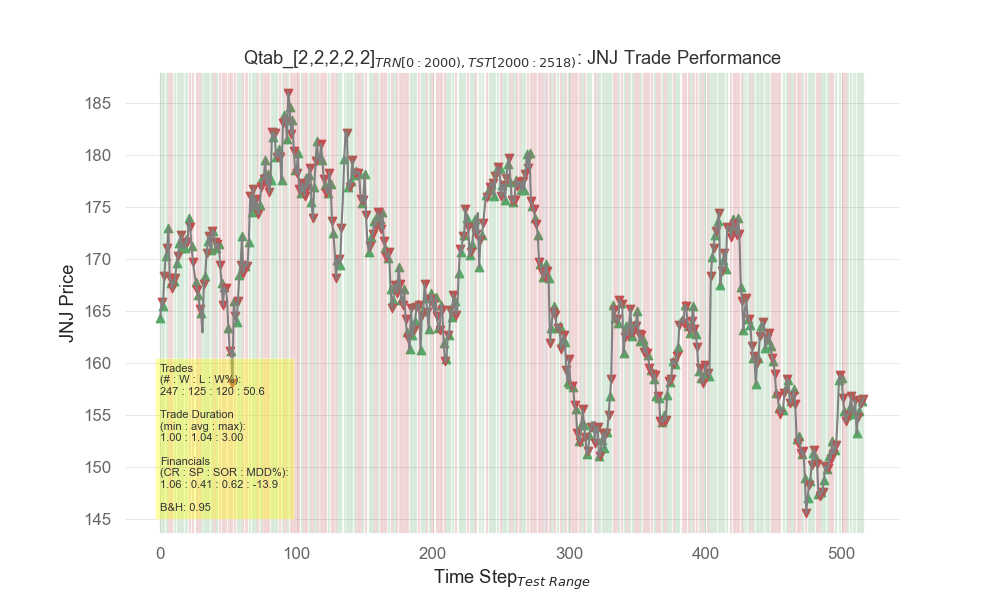 Qtab_[2,2,2,2,2]TRN[0:2000),TST[2000:2518): JNJ Trade Performance
185
180
175
170
165
160
155
150
145
JNJ Price
Trades
(# : W : L : W%):
247 : 125 : 120 : 50.6
Trade Duration
(min : avg : max):
1.00 : 1.04 : 3.00
Financials
(CR : SP : SOR : MDD%):
1.06 : 0.41 : 0.62 : -13.9
B&H: 0.95
0 100 200 300 400 500
Time StepTest Range